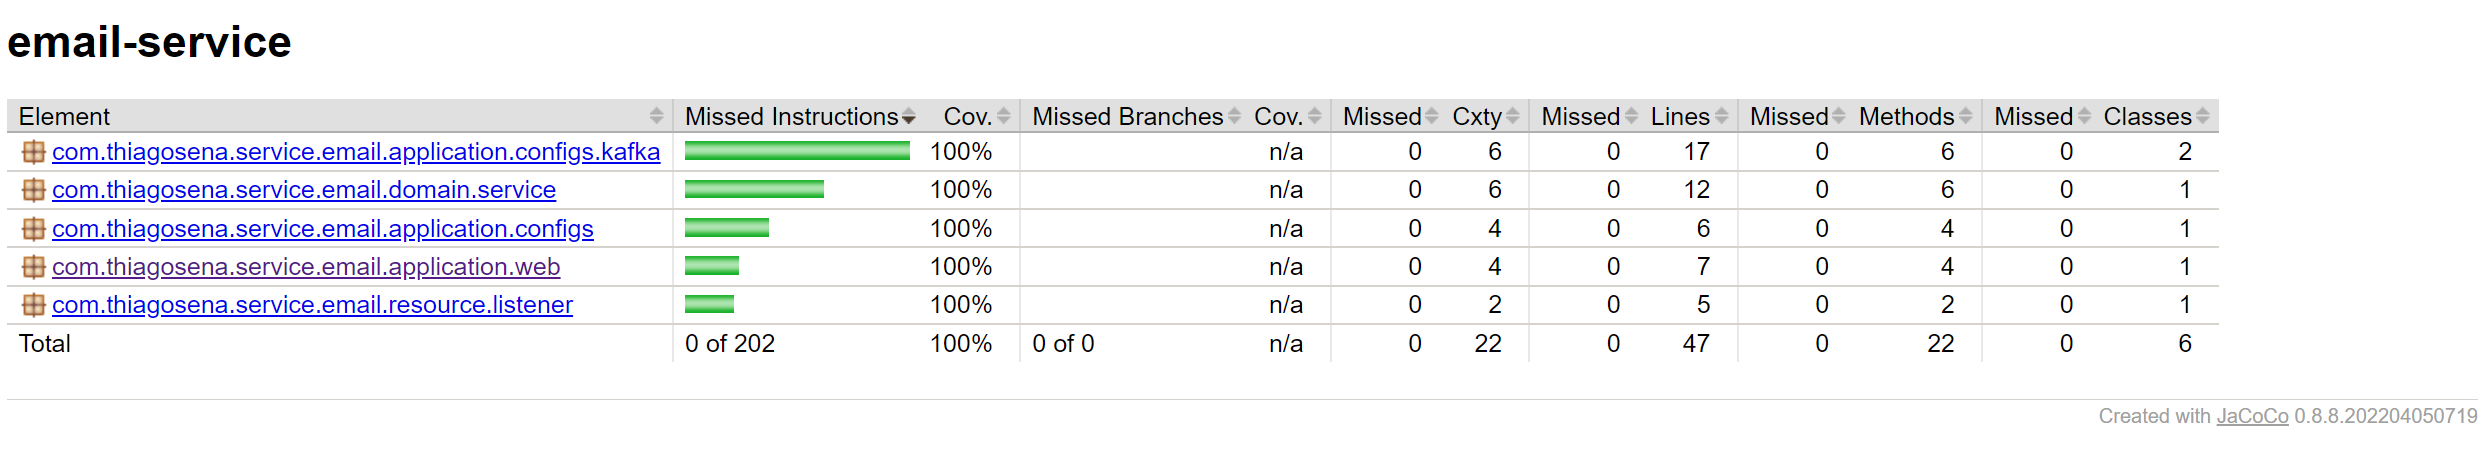 email-service
Element Missed Instructions Cov. Missed Branches Cov. Missed Cxty Missed Lines Missed Methods Missed Classes
com.thiagosena.service.email.application.configs.kafka 100% n/a 0 6 0 17 0 6 0 2
com.thiagosena.service.email.domain.service 100% n/a 0 6 0 12 0 6 0 1
com.thiagosena.service.email.application.configs 100% n/a 0 4 0 6 0 4 0 1
com.thiagosena.service.email.application.web 100% n/a 0 4 0 7 0 4 0 1
com.thiagosena.service.email.resource.listener 100% n/a 0 2 0 5 0 2 0 1
Total 0 of 202 100% 0 of 0 n/a 0 22 0 47 0 22 0 6
Created with JaCoCo 0.8.8.202204050719